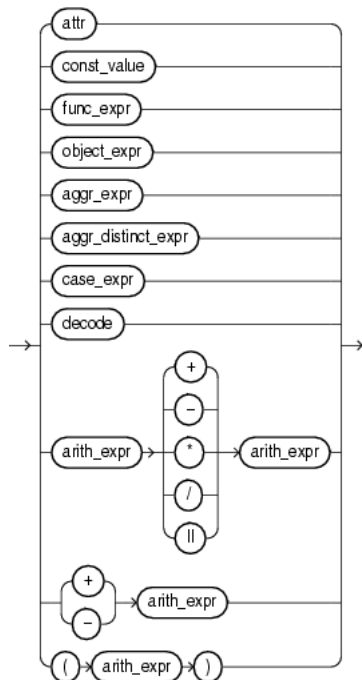 attr
const_value
func_expr
object_expr
aggr_expr
aggr_distinct_expr
case_expr
decode
+
−
arith_expr * arith_expr
/
||
+
− arith_expr
( arith_expr )